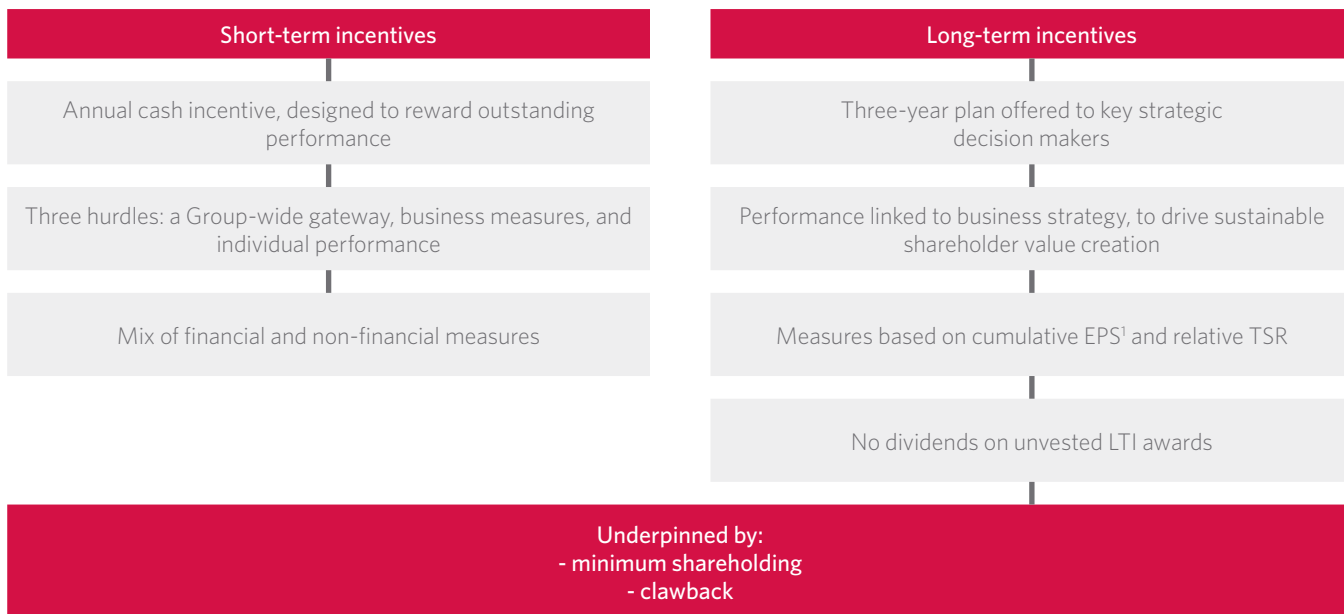 Short-term incentives
Annual cash incentive, designed to reward outstanding
performance
Three hurdles: a Group-wide gateway, business measures, and
individual performance
Mix of financial and non-financial measures
Long-term incentives
Three-year plan offered to key strategic
decision makers
Performance linked to business strategy, to drive sustainable
shareholder value creation
Measures based on cumulative EPS¹ and relative TSR
No dividends on unvested LTI awards
Underpinned by:
- minimum shareholding
- clawback